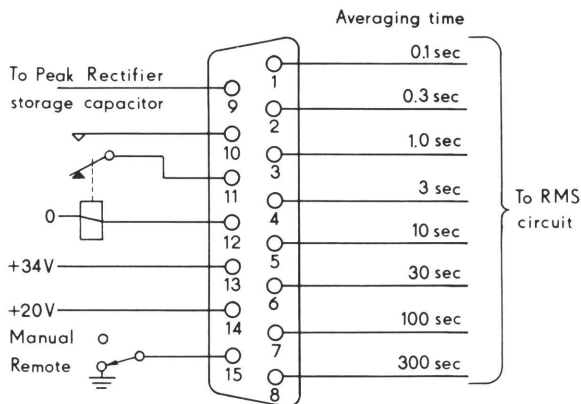 Averaging time
To Peak Rectifier
storage capacitor
0
+34V
+20V
Manual
Remote
9
10
11
12
13
14
15
1
2
3
4
5
6
7
8
0.1 sec
0.3 sec
1.0 sec
3 sec
10 sec
30 sec
100 sec
300 sec
To RMS
circuit